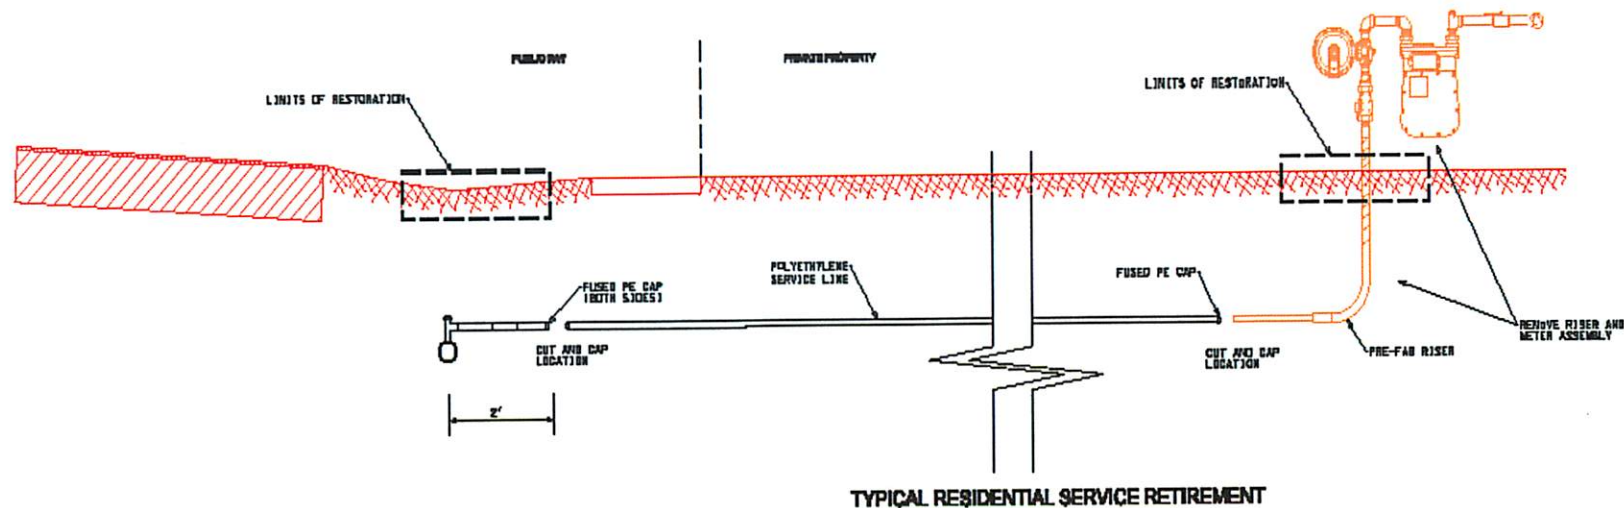 PUBLIC R/W
PRIVATE PROPERTY
LIMITS OF RESTORATION
LIMITS OF RESTORATION
POLYETHYLENE
SERVICE LINE
FUSED PE CAP
FUSED PE CAP
(BOTH SIDES)
CUT AND CAP
LOCATION
CUT AND CAP
LOCATION
PRE-FAB RISER
REMOVE RISER AND
METER ASSEMBLY
2'
TYPICAL RESIDENTIAL SERVICE RETIREMENT